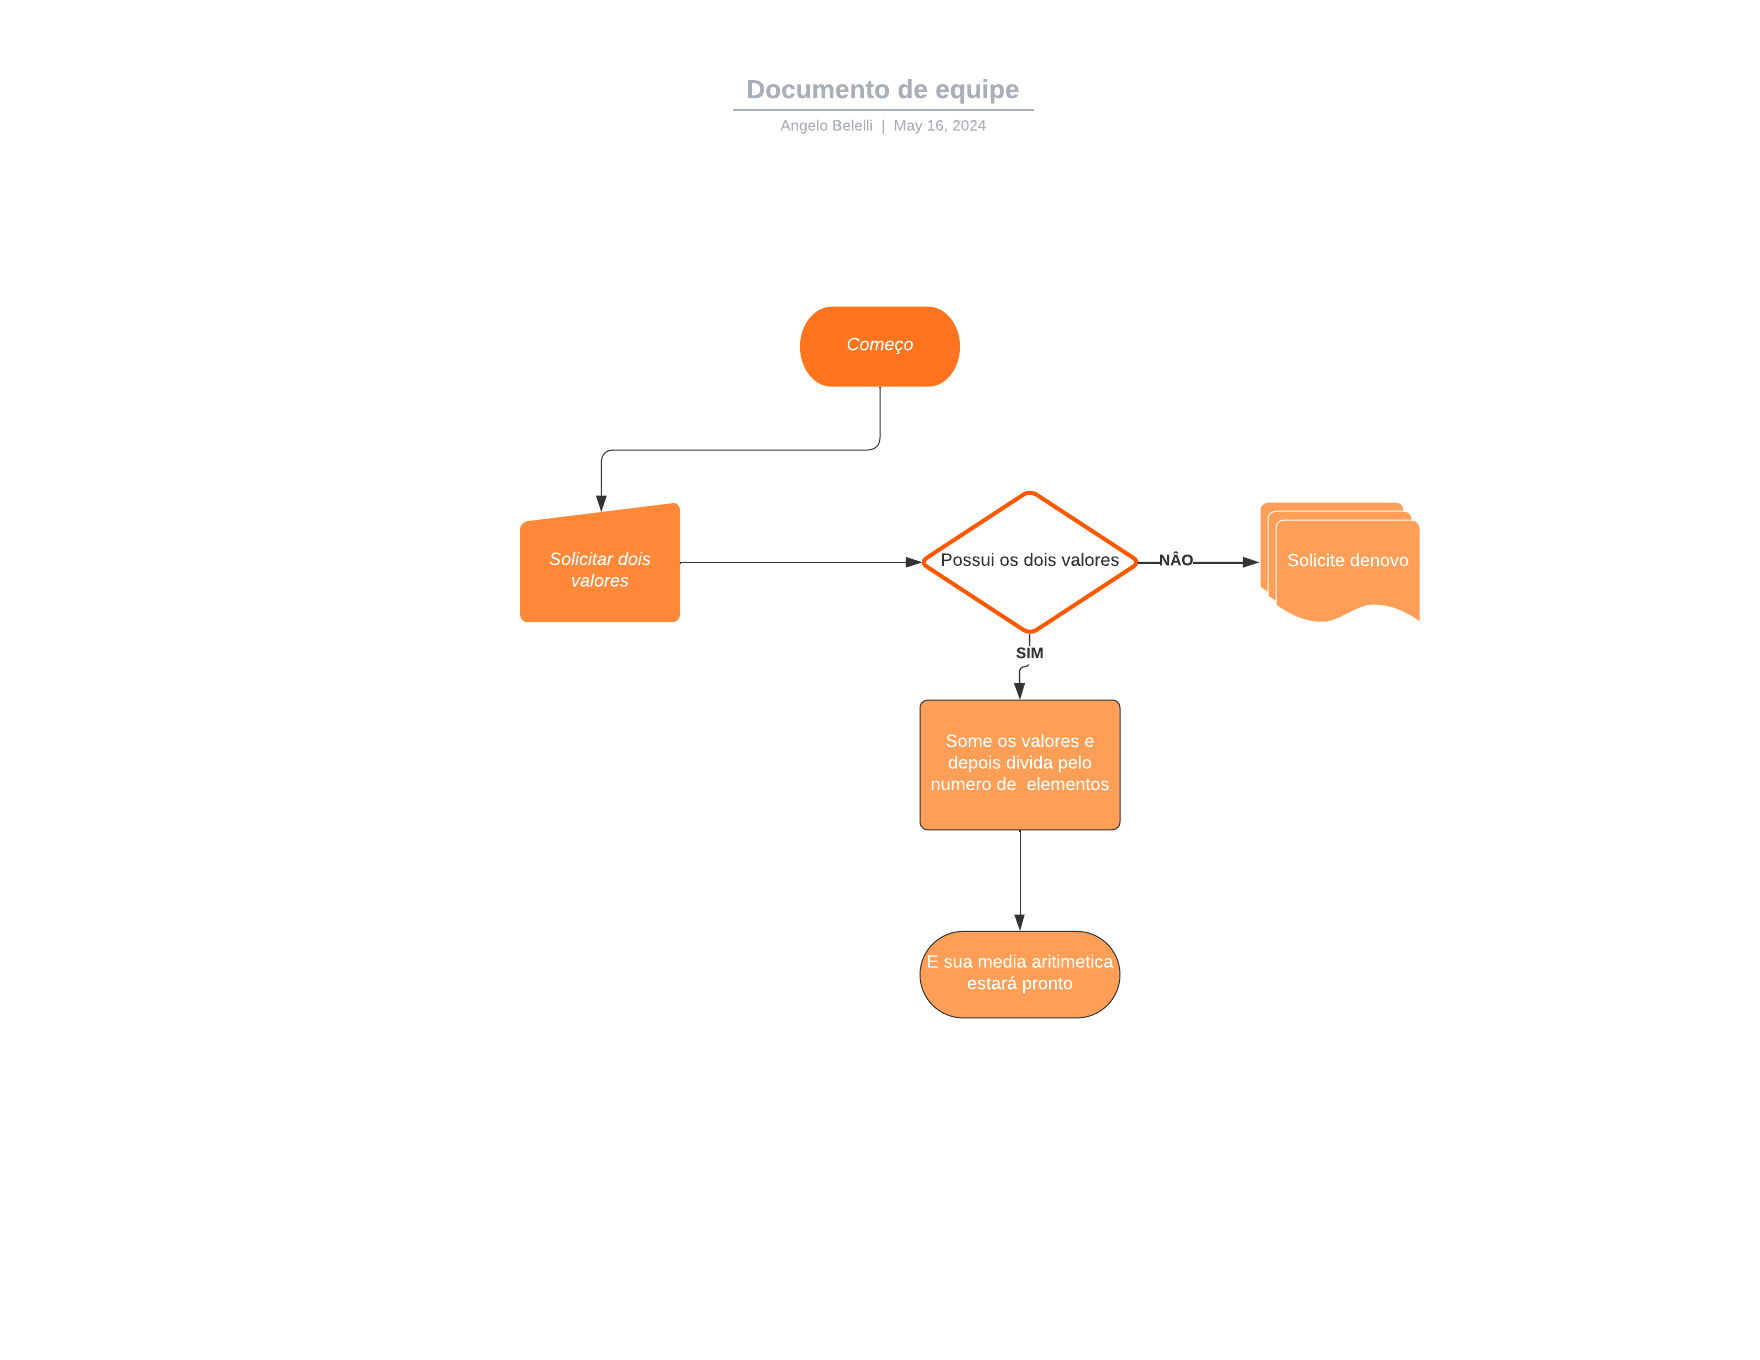 Documento de equipe
Angelo Belelli | May 16, 2024
Começo
Solicitar dois
valores
Possui os dois valores
NÂO
Solicite denovo
SIM
Some os valores e
depois divida pelo
numero de  elementos
E sua media aritimetica
estará pronto